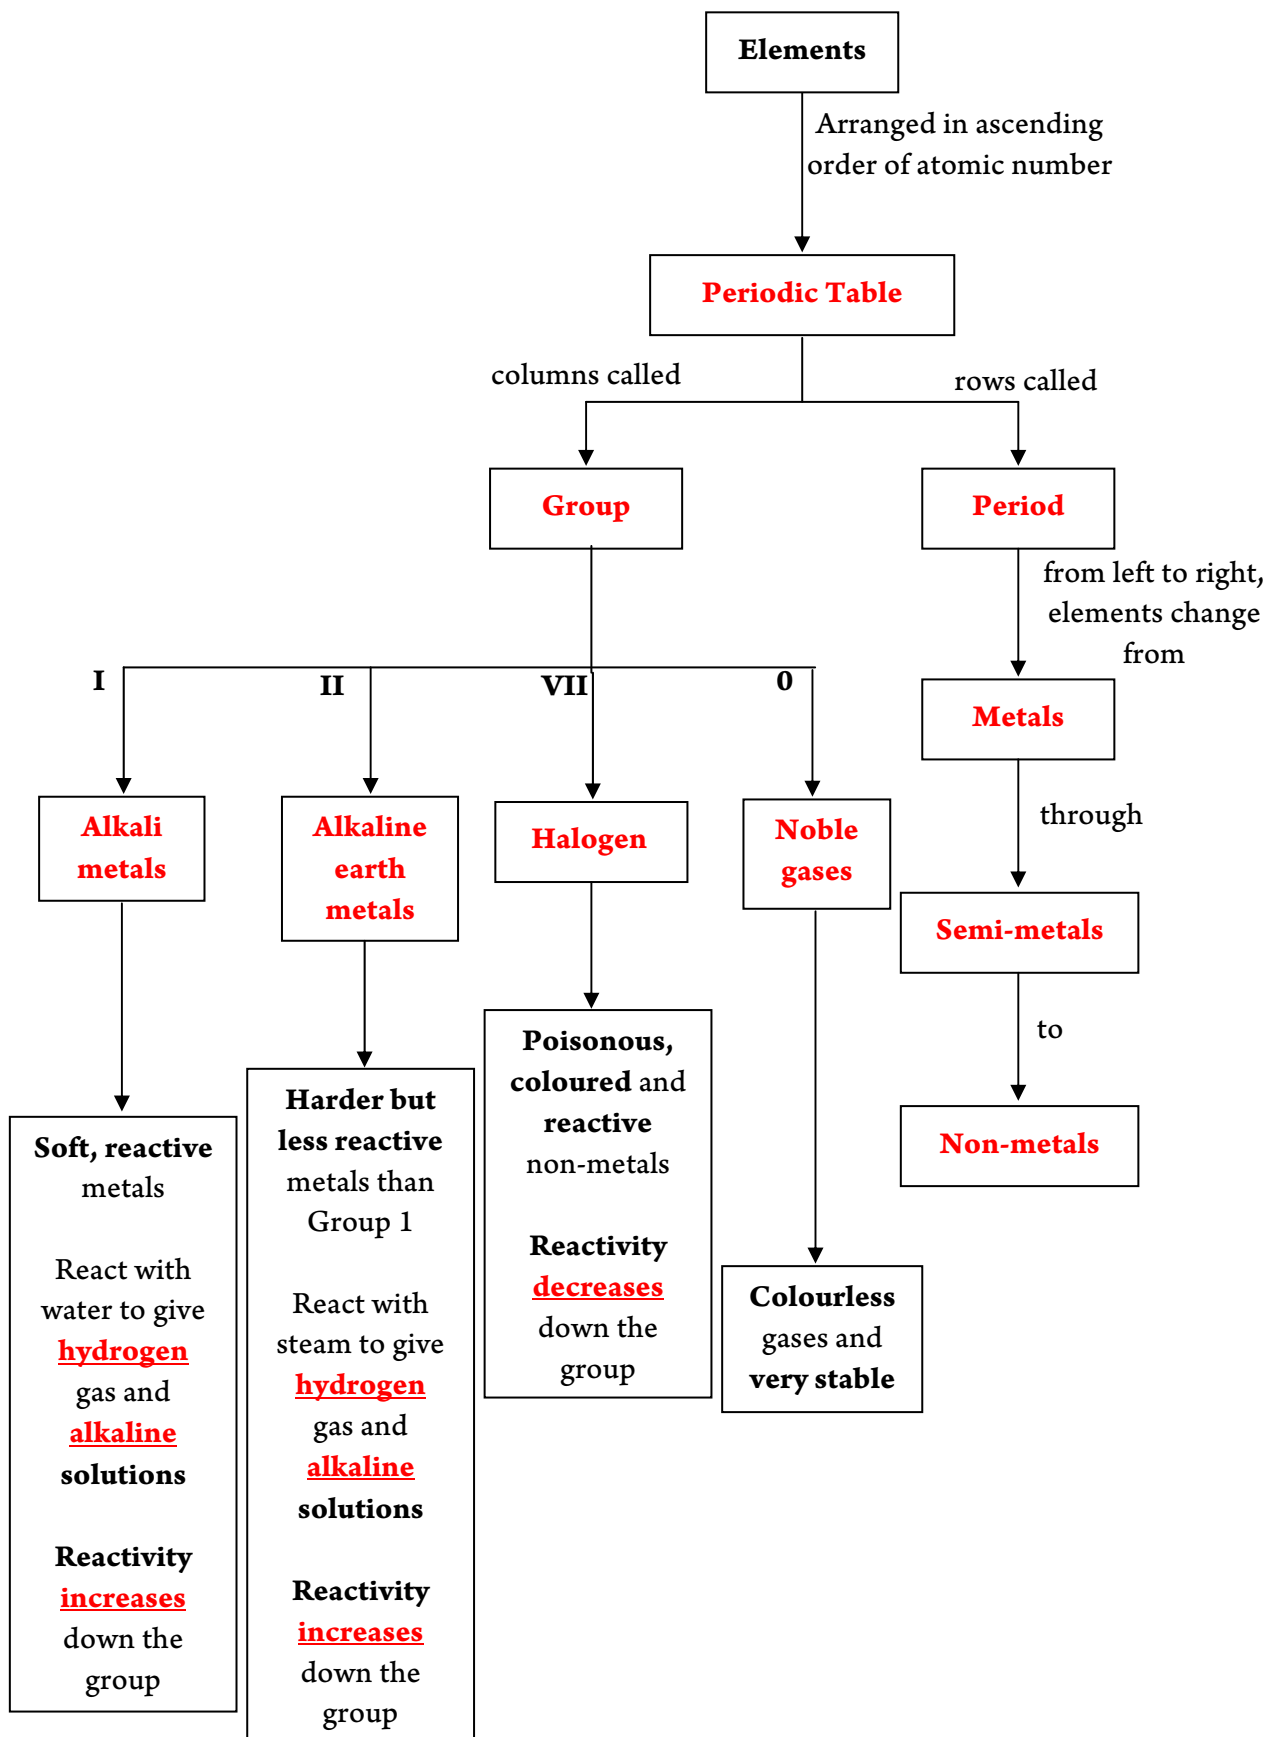 Elements
Arranged in ascending
order of atomic number
Periodic Table
columns called
rows called
Group
Period
from left to right,
elements change
from
I
II
VII
0
Metals
Alkali
metals
Alkaline
earth
metals
Halogen
Noble
gases
through
Semi-metals
to
Non-metals
Soft, reactive
metals
React with
water to give
hydrogen
gas and
alkaline
solutions
Reactivity
increases
down the
group
Harder but
less reactive
metals than
Group 1
React with
steam to give
hydrogen
gas and
alkaline
solutions
Reactivity
increases
down the
group
Poisonous,
coloured and
reactive
non-metals
Reactivity
decreases
down the
group
Colourless
gases and
very stable